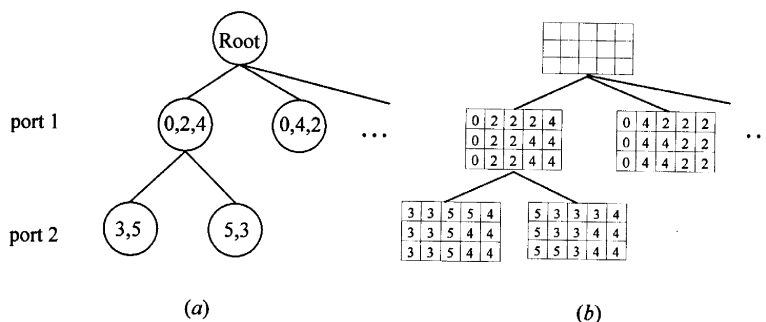 Root
port 1
0,2,4
0,4,2
...
0 2 2 2 4
0 2 2 4 4
0 2 2 4 4
0 4 2 2 2
0 4 4 2 2
0 4 4 2 2
..
port 2
3,5
5,3
3 3 5 5 4
3 3 5 4 4
3 3 5 4 4
5 3 3 3 4
5 3 3 4 4
5 5 3 4 4
(a)
(b)